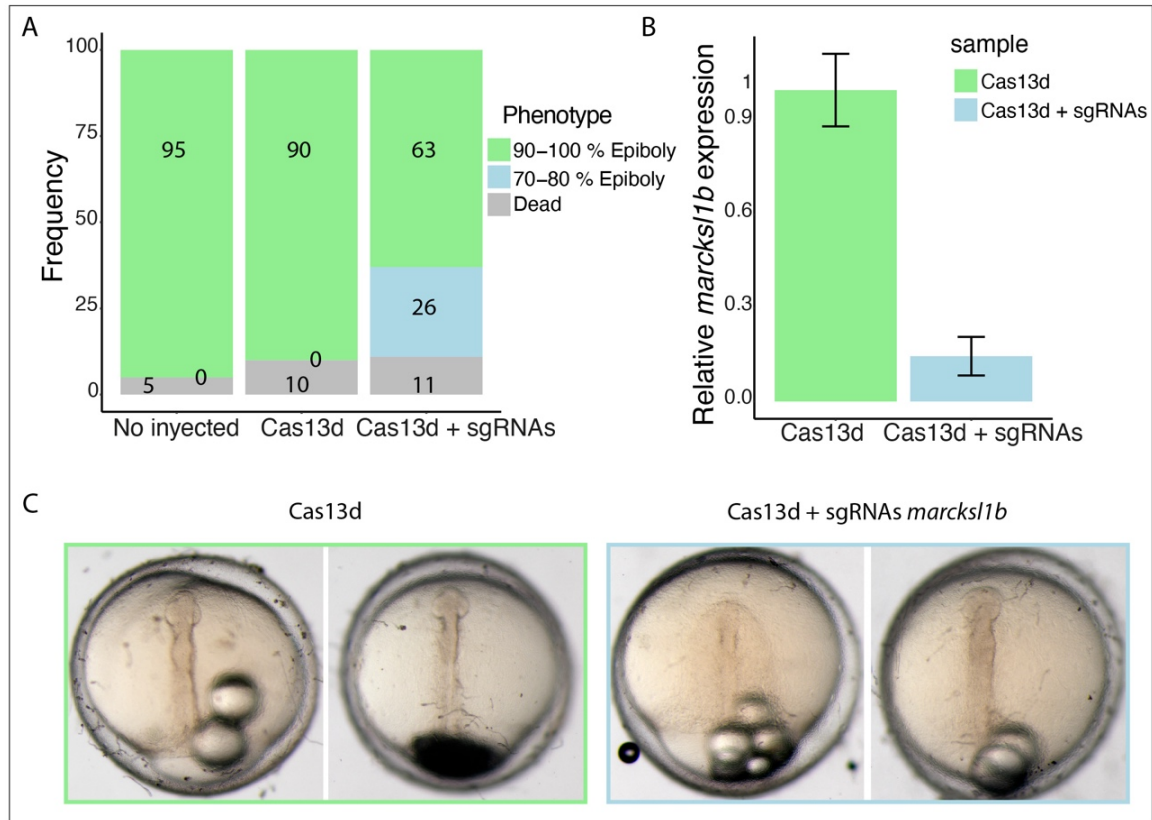 A
Frequency
100
75
50
25
0
95
90
63
26
5
0
0
10
11
No inyected
Cas13d
Cas13d + sgRNAs
Phenotype
90–100 % Epiboly
70–80 % Epiboly
Dead
B
Relative marcksl1b expression
1
0.9
0.6
0.3
0.0
Cas13d
Cas13d + sgRNAs
sample
Cas13d
Cas13d + sgRNAs
C
Cas13d
Cas13d + sgRNAs marcksl1b